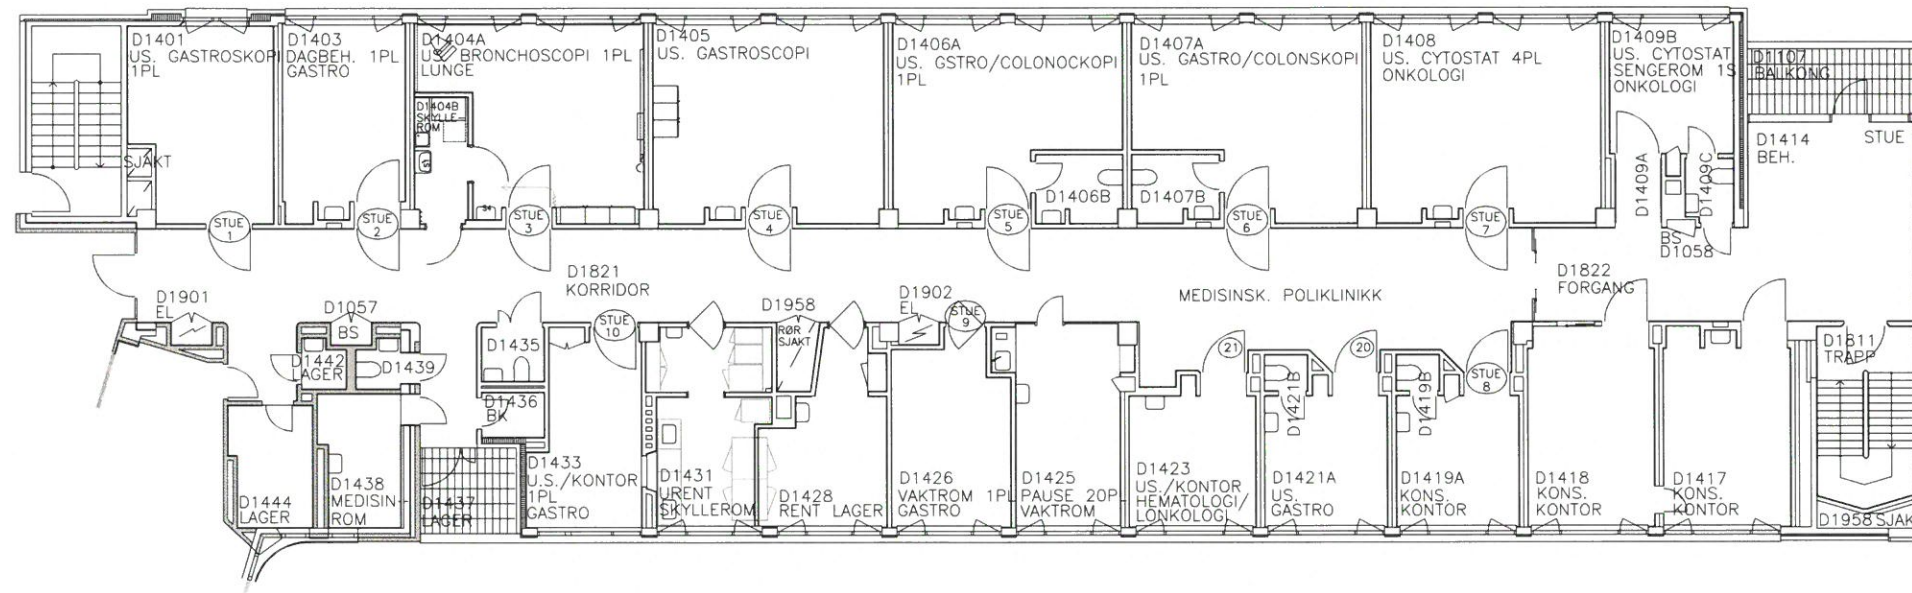 D1401
US. GASTROSKOPI
1PL
D1403
DAGBEH. 1PL
GASTRO
D1404A
US. BRONCHOSCOPI 1PL
LUNGE
D1404B
SKYLLE-
ROM
D1405
US. GASTROSCOPI
D1406A
US. GSTRO/COLONOCKOPI
1PL
D1407A
US. GASTRO/COLONSKOPI
1PL
D1408
US. CYTOSTAT 4PL
ONKOLOGI
D1409B
US. CYTOSTAT
SENGEROM 1S
ONKOLOGI
D1107
BALKONG
D1414
BEH.
STUE
SJAKT
D1406B
D1407B
D1409A
D1409C
BS
D1058
STUE
1
STUE
2
54
STUE
3
STUE
4
STUE
5
STUE
6
STUE
7
D1821
KORRIDOR
MEDISINSK. POLIKLINIKK
D1822
FORGANG
D1901
EL
D1057
BS
D1958
RØR
SJAKT
D1902
EL
STUE
9
STUE
10
D1442
LAGER
D1439
D1435
D1436
BK
21
20
STUE
8
D1421B
D1419B
D1811
TRAPP
D1444
LAGER
D1438
MEDISIN-
ROM
D1437
LAGER
D1433
U.S./KONTOR
1PL
GASTRO
D1431
URENT
SKYLLEROM
D1428
RENT LAGER
D1426
VAKTROM 1PL
GASTRO
D1425
PAUSE 20PL
VAKTROM
D1423
US./KONTOR
HEMATOLOGI/
LONKOLOGI
D1421A
US.
GASTRO
D1419A
KONS.
KONTOR
D1418
KONS.
KONTOR
D1417
KONS.
KONTOR
D1958 SJAK